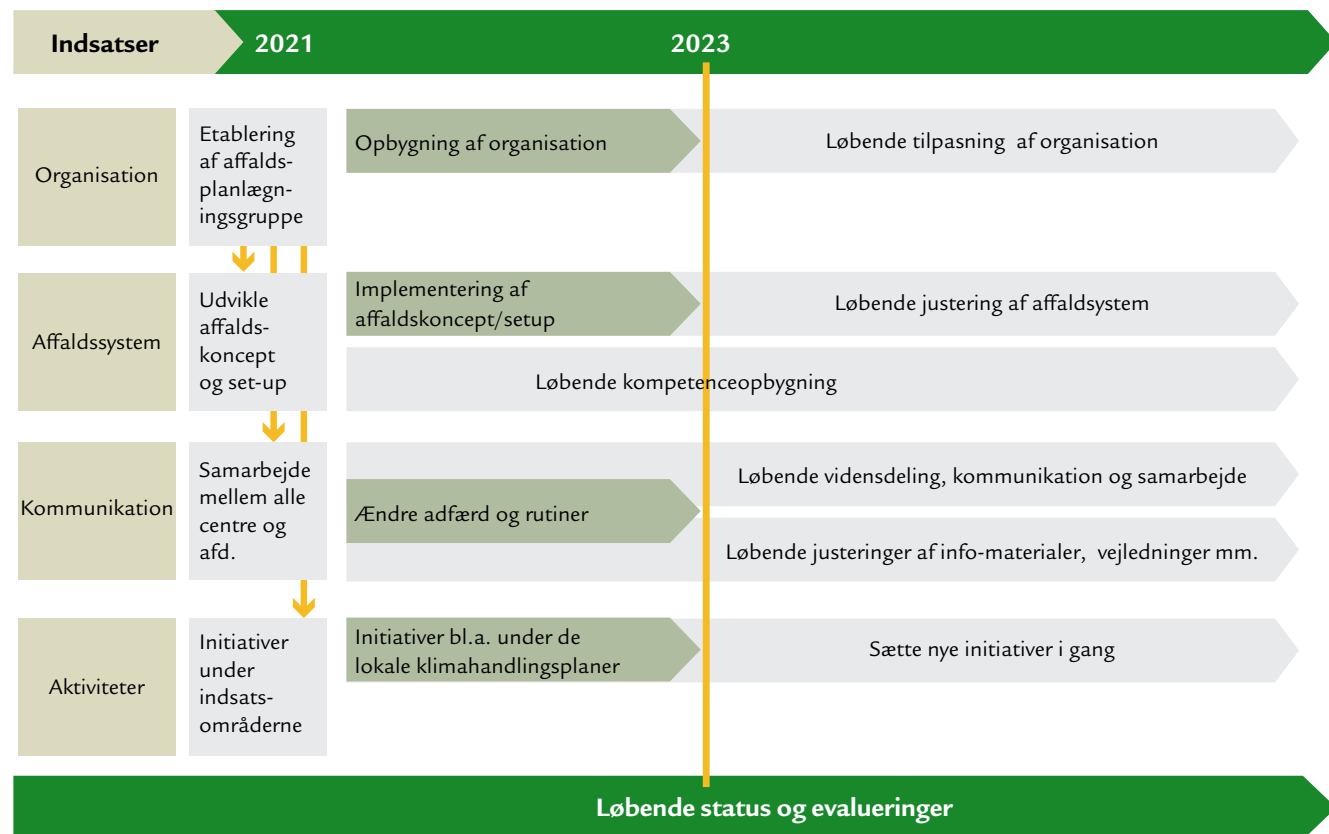 Indsatser
2021
2023
Organisation
Etablering
af affalds-
planlægn-
ingsgruppe
Opbygning af organisation
Løbende tilpasning af organisation
Affaldssystem
Udvikle
affalds-
koncept
og set-up
Implementering af
affaldskoncept/setup
Løbende justering af affaldsystem
Løbende kompetenceopbygning
Kommunikation
Samarbejde
mellem alle
centre og
afd.
Ændre adfærd og rutiner
Løbende vidensdeling, kommunikation og samarbejde
Løbende justeringer af info-materialer, vejledninger mm.
Aktiviteter
Initiativer
under
indsats-
områderne
Initiativer bl.a. under de
lokale klimahandlingsplaner
Sætte nye initiativer i gang
Løbende status og evalueringer